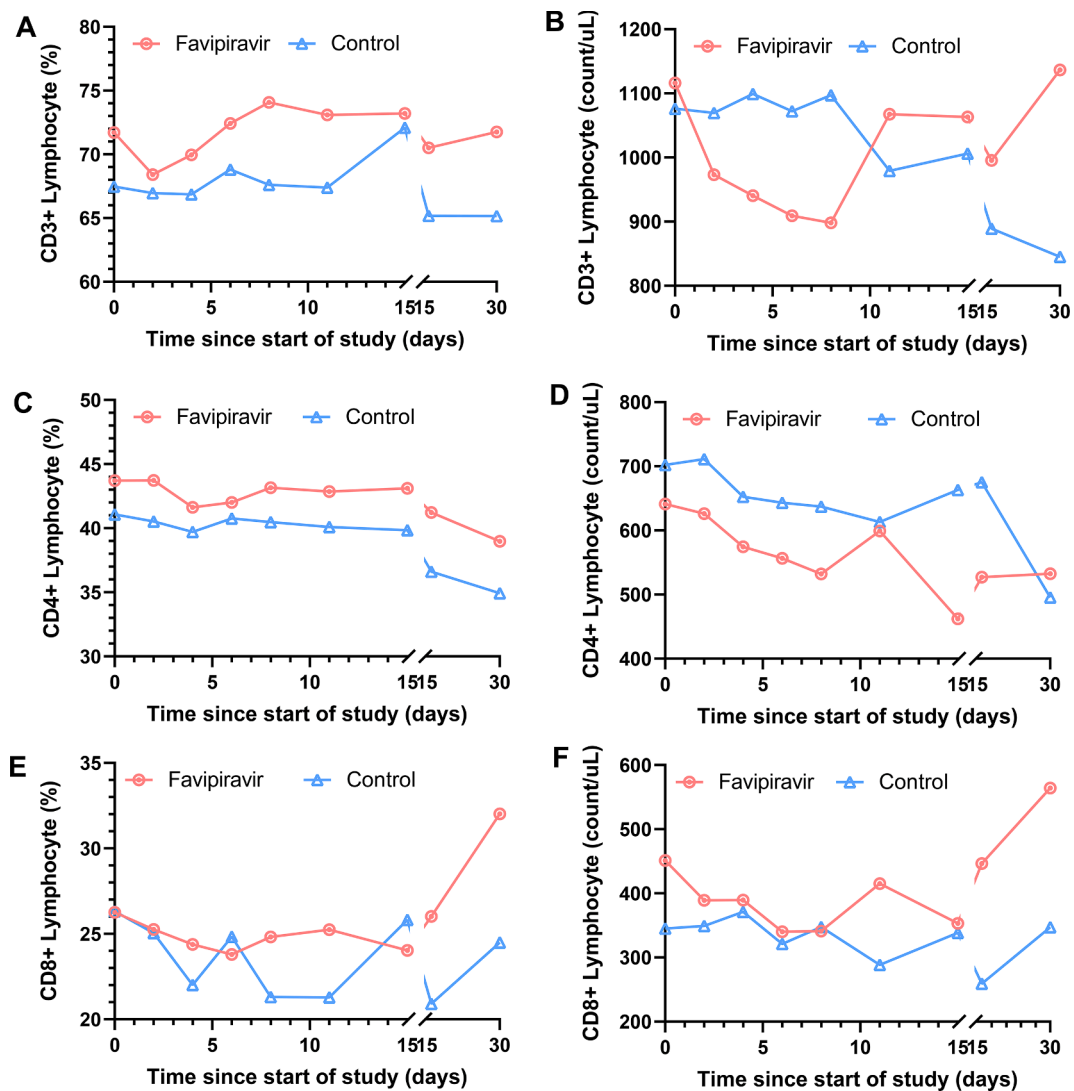 A
CD3+ Lymphocyte (%)
Favipiravir Control
80
75
70
65
60
0 5 10 15 15 30
Time since start of study (days)
B
CD3+ Lymphocyte (count/uL)
Favipiravir Control
1200
1100
1000
900
800
0 5 10 15 15 30
Time since start of study (days)
C
CD4+ Lymphocyte (%)
Favipiravir Control
50
45
40
35
30
0 5 10 15 15 30
Time since start of study (days)
D
CD4+ Lymphocyte (count/uL)
Favipiravir Control
800
700
600
500
400
0 5 10 15 15 30
Time since start of study (days)
E
CD8+ Lymphocyte (%)
Favipiravir Control
35
30
25
20
0 5 10 15 15 30
Time since start of study (days)
F
CD8+ Lymphocyte (count/uL)
Favipiravir Control
600
500
400
300
200
0 5 10 15 15 30
Time since start of study (days)